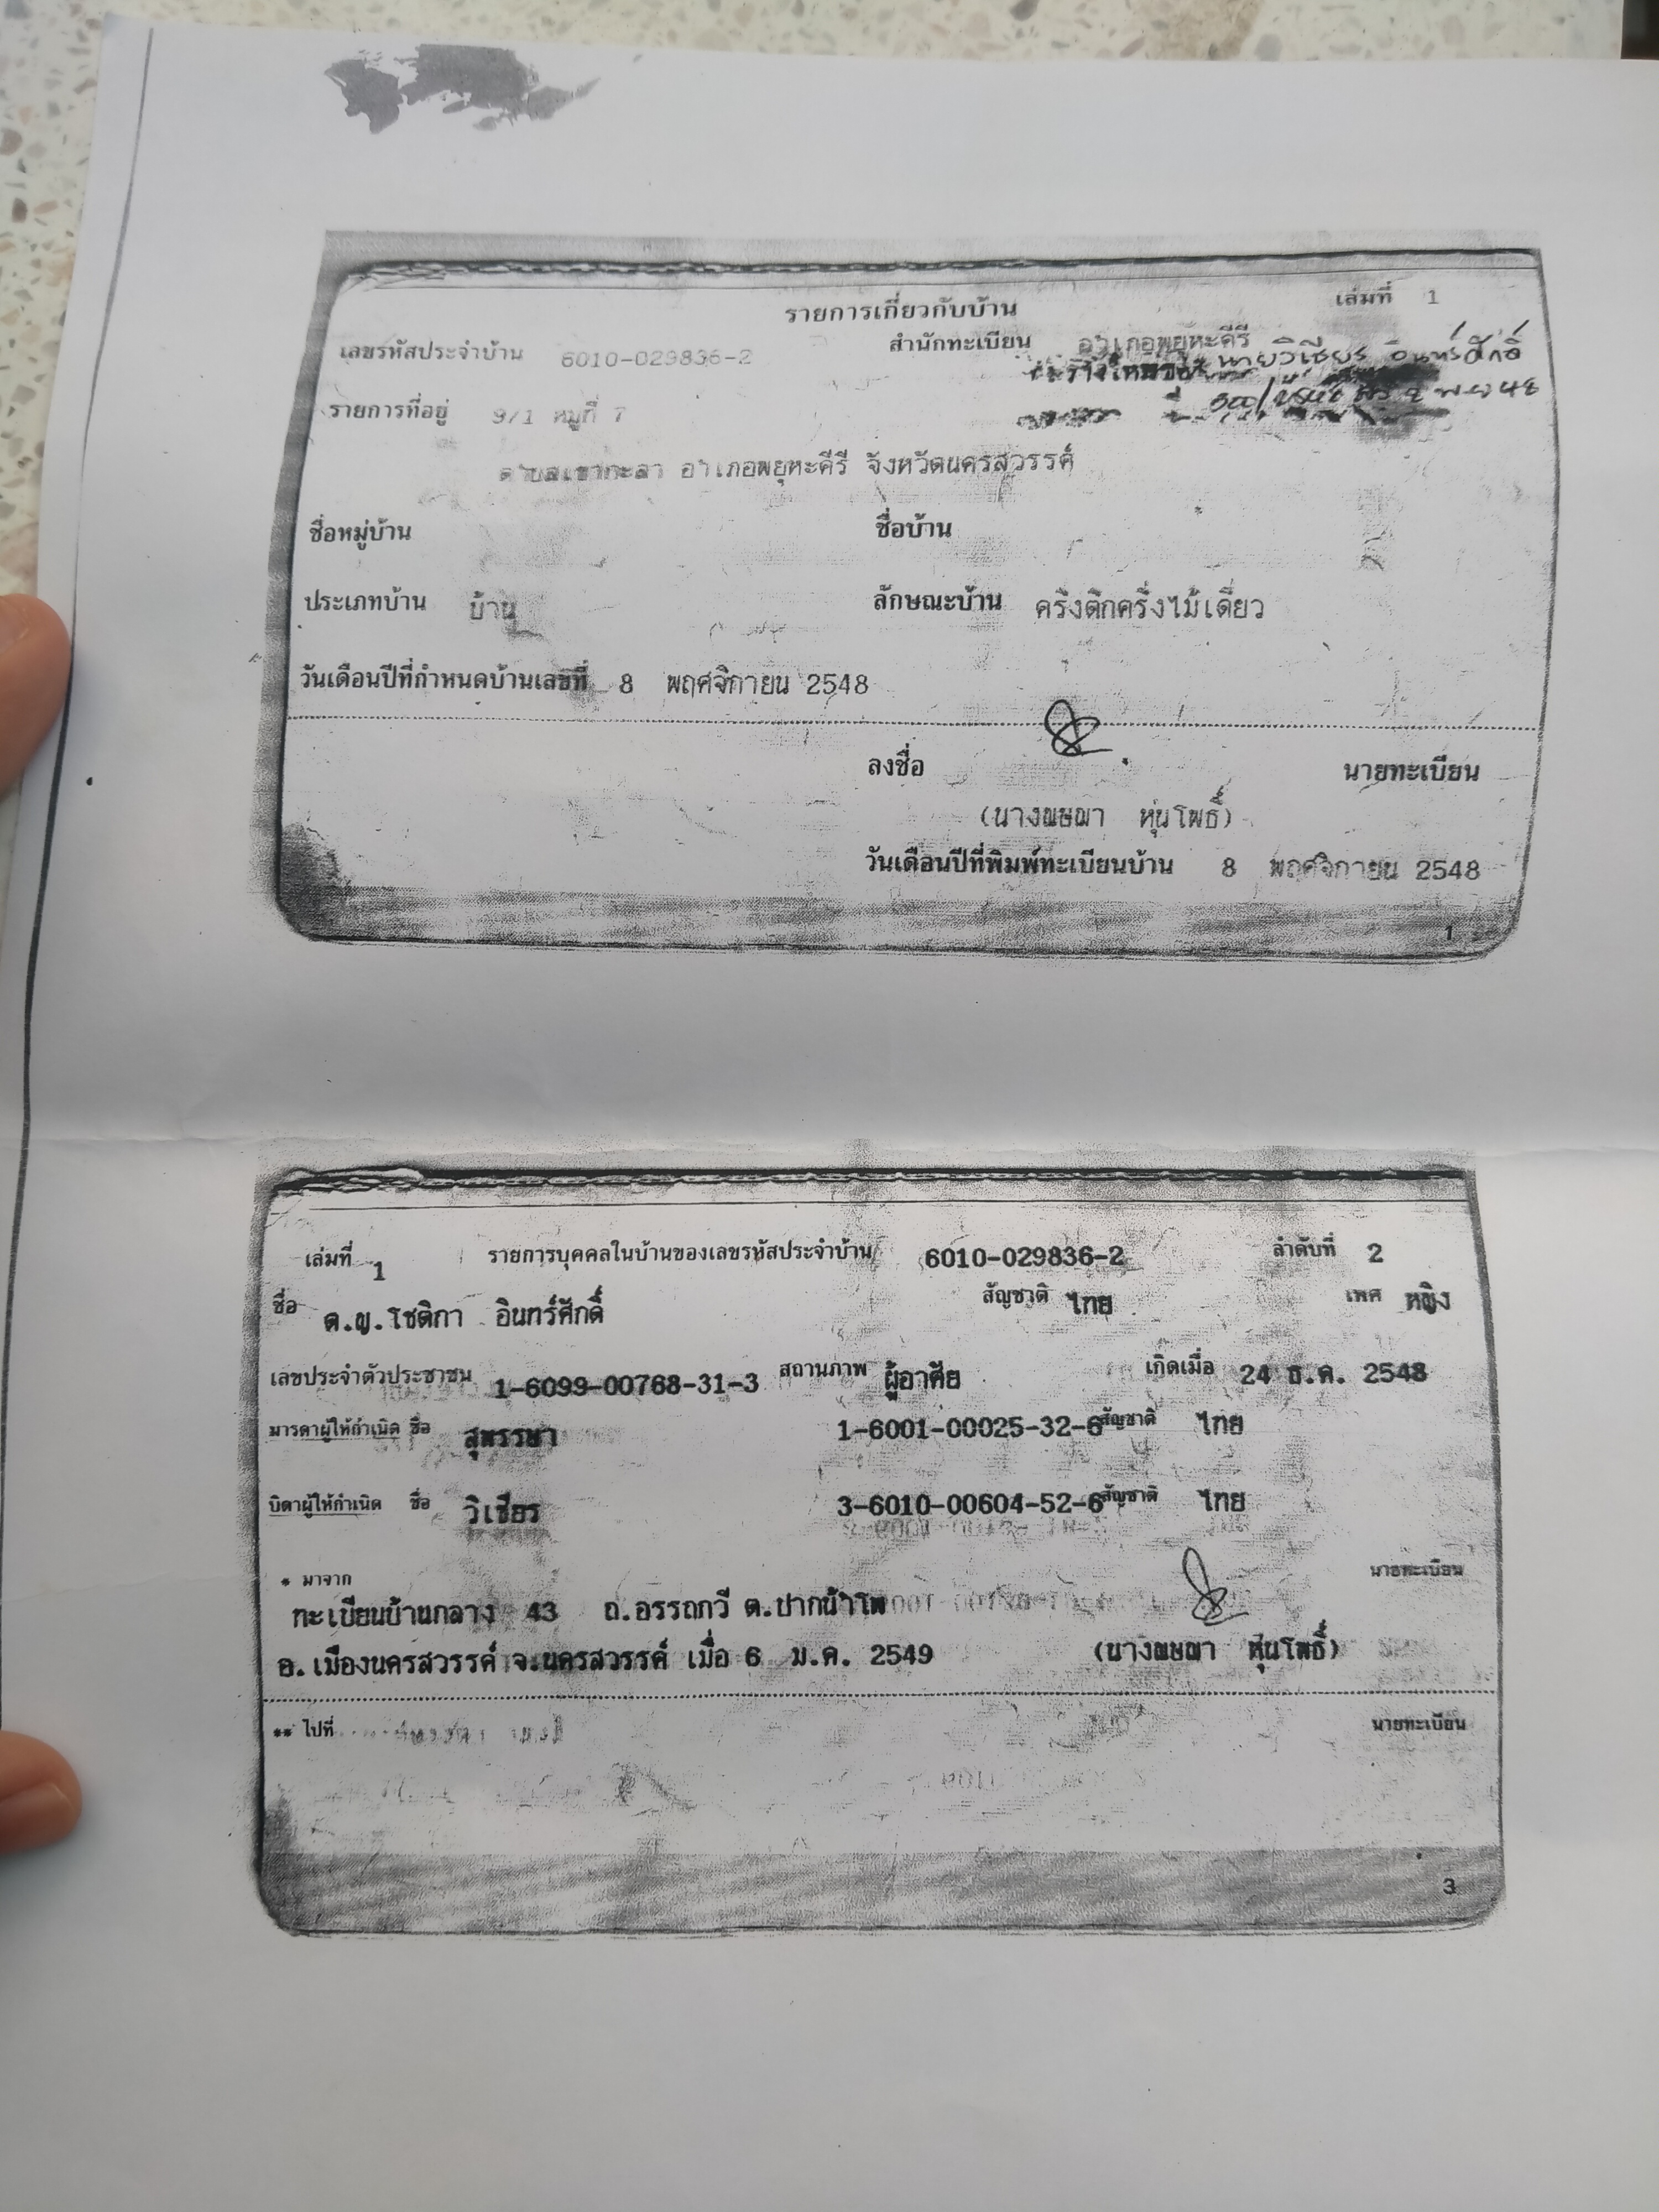 รายการเกี่ยวกับบ้าน เล่มที่ 1
เลขรหัสประจำบ้าน 6010-029836-2 สำนักทะเบียน อำเภอพยุหะคีรี
นายวิเชียร อินทร์ศักดิ์
รายการที่อยู่ 9/1 หมู่ที่ 7
ตำบลเขากะลา อำเภอพยุหะคีรี จังหวัดนครสวรรค์
ชื่อหมู่บ้าน ชื่อบ้าน
ประเภทบ้าน บ้าน ลักษณะบ้าน ครึ่งตึกครึ่งไม้เดี่ยว
วันเดือนปีที่กำหนดบ้านเลขที่ 8 พฤศจิกายน 2548
ลงชื่อ นายทะเบียน
(นางผษฌา หุ่นโพธิ์)
วันเดือนปีที่พิมพ์ทะเบียนบ้าน 8 พฤศจิกายน 2548
1
เล่มที่ 1 รายการบุคคลในบ้านของเลขรหัสประจำบ้าน 6010-029836-2 ลำดับที่ 2
ชื่อ ด.ญ.โชติกา อินทร์ศักดิ์ สัญชาติ ไทย เพศ หญิง
เลขประจำตัวประชาชน 1-6099-00768-31-3 สถานภาพ ผู้อาศัย เกิดเมื่อ 24 ธ.ค. 2548
มารดาผู้ให้กำเนิด ชื่อ สุพรรษา 1-6001-00025-32-6 สัญชาติ ไทย
บิดาผู้ให้กำเนิด ชื่อ วิเชียร 3-6010-00604-52-6 สัญชาติ ไทย
* มาจาก นายทะเบียน
ทะเบียนบ้านกลาง 43 ถ.อรรถกวี ต.ปากน้ำโพ
อ.เมืองนครสวรรค์ จ.นครสวรรค์ เมื่อ 6 ม.ค. 2549 (นางผษฌา หุ่นโพธิ์)
** ไปที่ นายทะเบียน
3